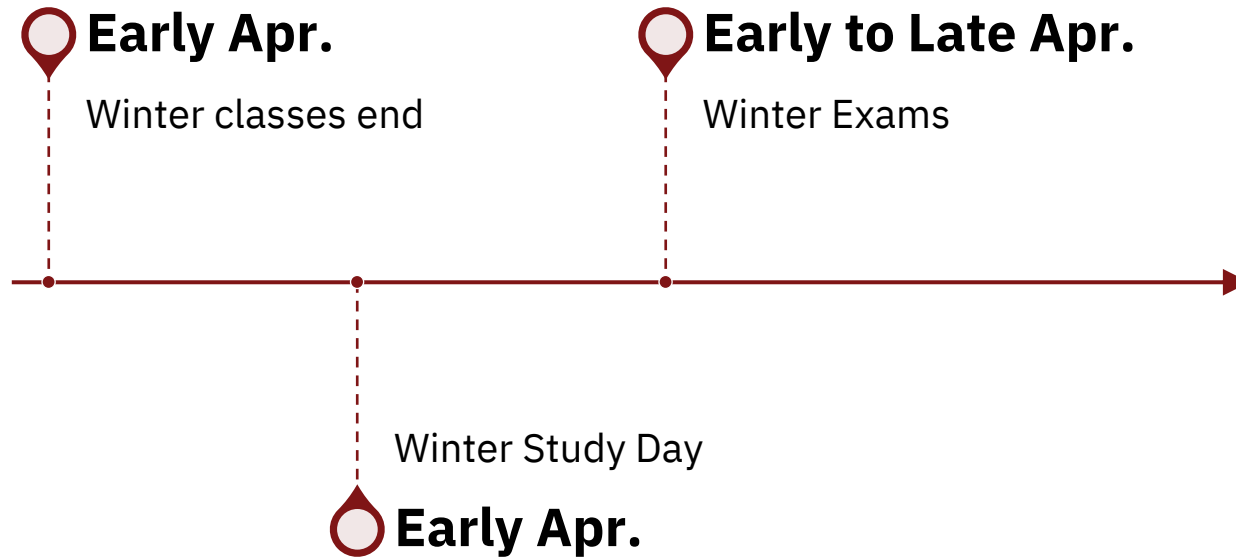 Early Apr.
Winter classes end
Early to Late Apr.
Winter Exams
Winter Study Day
Early Apr.